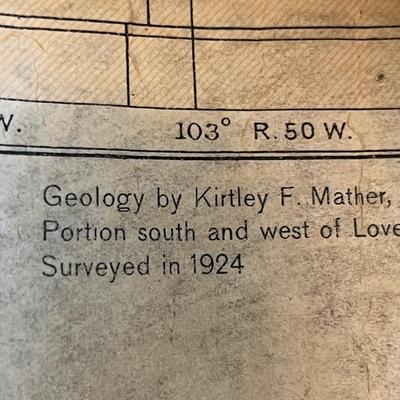 W. 103° R. 50 W.
Geology by Kirtley F. Mather,
Portion south and west of Love
Surveyed in 1924